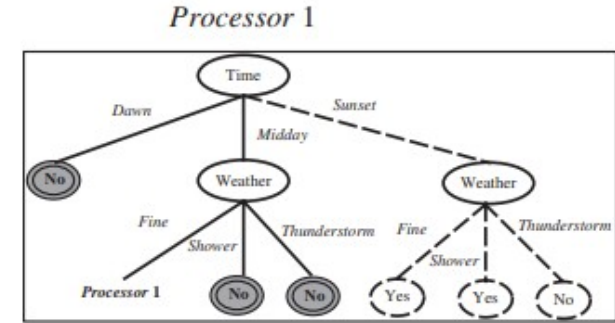 Processor 1
Time
Dawn
Midday
Sunset
No
Weather
Weather
Fine
Shower
Thunderstorm
Fine
Shower
Thunderstorm
Processor 1
No
No
Yes
Yes
No